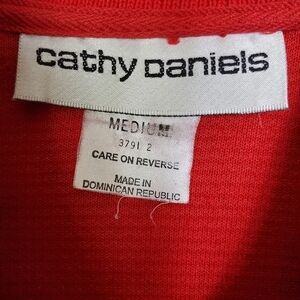 cathy Daniels
MEDIUM
3791 2
CARE ON REVERSE
MADE IN
DOMINICAN REPUBLIC